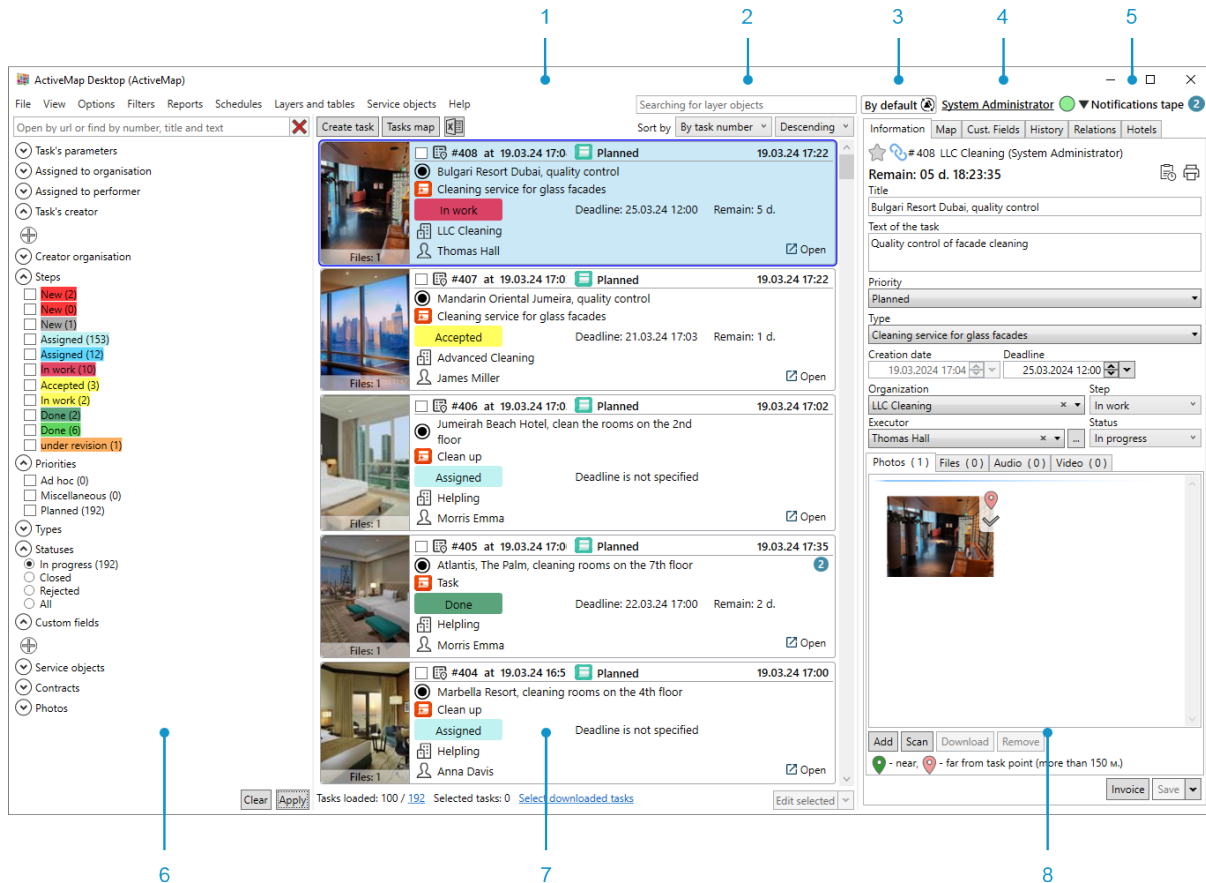 1 2 3 4 5
ActiveMap Desktop (ActiveMap)
File View Options Filters Reports Schedules Layers and tables Service objects Help
Searching for layer objects
By default System Administrator ▼Notifications tape 2
Open by url or find by number, title and text
Create task Tasks map
Sort by By task number Descending
Task's parameters
Assigned to organisation
Assigned to performer
Task's creator
Creator organisation
Steps
New (2)
New (0)
New (1)
Assigned (153)
Assigned (12)
In work (10)
Accepted (3)
In work (2)
Done (2)
Done (6)
under revision (1)
Priorities
Ad hoc (0)
Miscellaneous (0)
Planned (192)
Types
Statuses
In progress (192)
Closed
Rejected
All
Custom fields
Service objects
Contracts
Photos
Clear Apply
#408 at 19.03.24 17:0 Planned 19.03.24 17:22
Bulgari Resort Dubai, quality control
Cleaning service for glass facades
In work Deadline: 25.03.24 12:00 Remain: 5 d.
LLC Cleaning
Thomas Hall
Files: 1
Open
#407 at 19.03.24 17:0 Planned 19.03.24 17:22
Mandarin Oriental Jumeira, quality control
Cleaning service for glass facades
Accepted Deadline: 21.03.24 17:03 Remain: 1 d.
Advanced Cleaning
James Miller
Files: 1
Open
#406 at 19.03.24 17:0 Planned 19.03.24 17:02
Jumeirah Beach Hotel, clean the rooms on the 2nd
floor
Clean up
Assigned Deadline is not specified
Helpling
Morris Emma
Files: 1
Open
#405 at 19.03.24 17:0 Planned 19.03.24 17:35
Atlantis, The Palm, cleaning rooms on the 7th floor 2
Task
Done Deadline: 22.03.24 17:00 Remain: 2 d.
Helpling
Morris Emma
Files: 1
Open
#404 at 19.03.24 16:5 Planned 19.03.24 17:00
Marbella Resort, cleaning rooms on the 4th floor
Clean up
Assigned Deadline is not specified
Helpling
Anna Davis
Files: 1
Open
Tasks loaded: 100 / 192 Selected tasks: 0 Select downloaded tasks
Edit selected
Information Map Cust. Fields History Relations Hotels
# 408 LLC Cleaning (System Administrator)
Remain: 05 d. 18:23:35
Title
Bulgari Resort Dubai, quality control
Text of the task
Quality control of facade cleaning
Priority
Planned
Type
Cleaning service for glass facades
Creation date Deadline
19.03.2024 17:04 25.03.2024 12:00
Organization Step
LLC Cleaning In work
Executor Status
Thomas Hall ... In progress
Photos ( 1 ) Files ( 0 ) Audio ( 0 ) Video ( 0 )
Add Scan Download Remove
- near, - far from task point (more than 150 м.)
Invoice Save
6 7 8